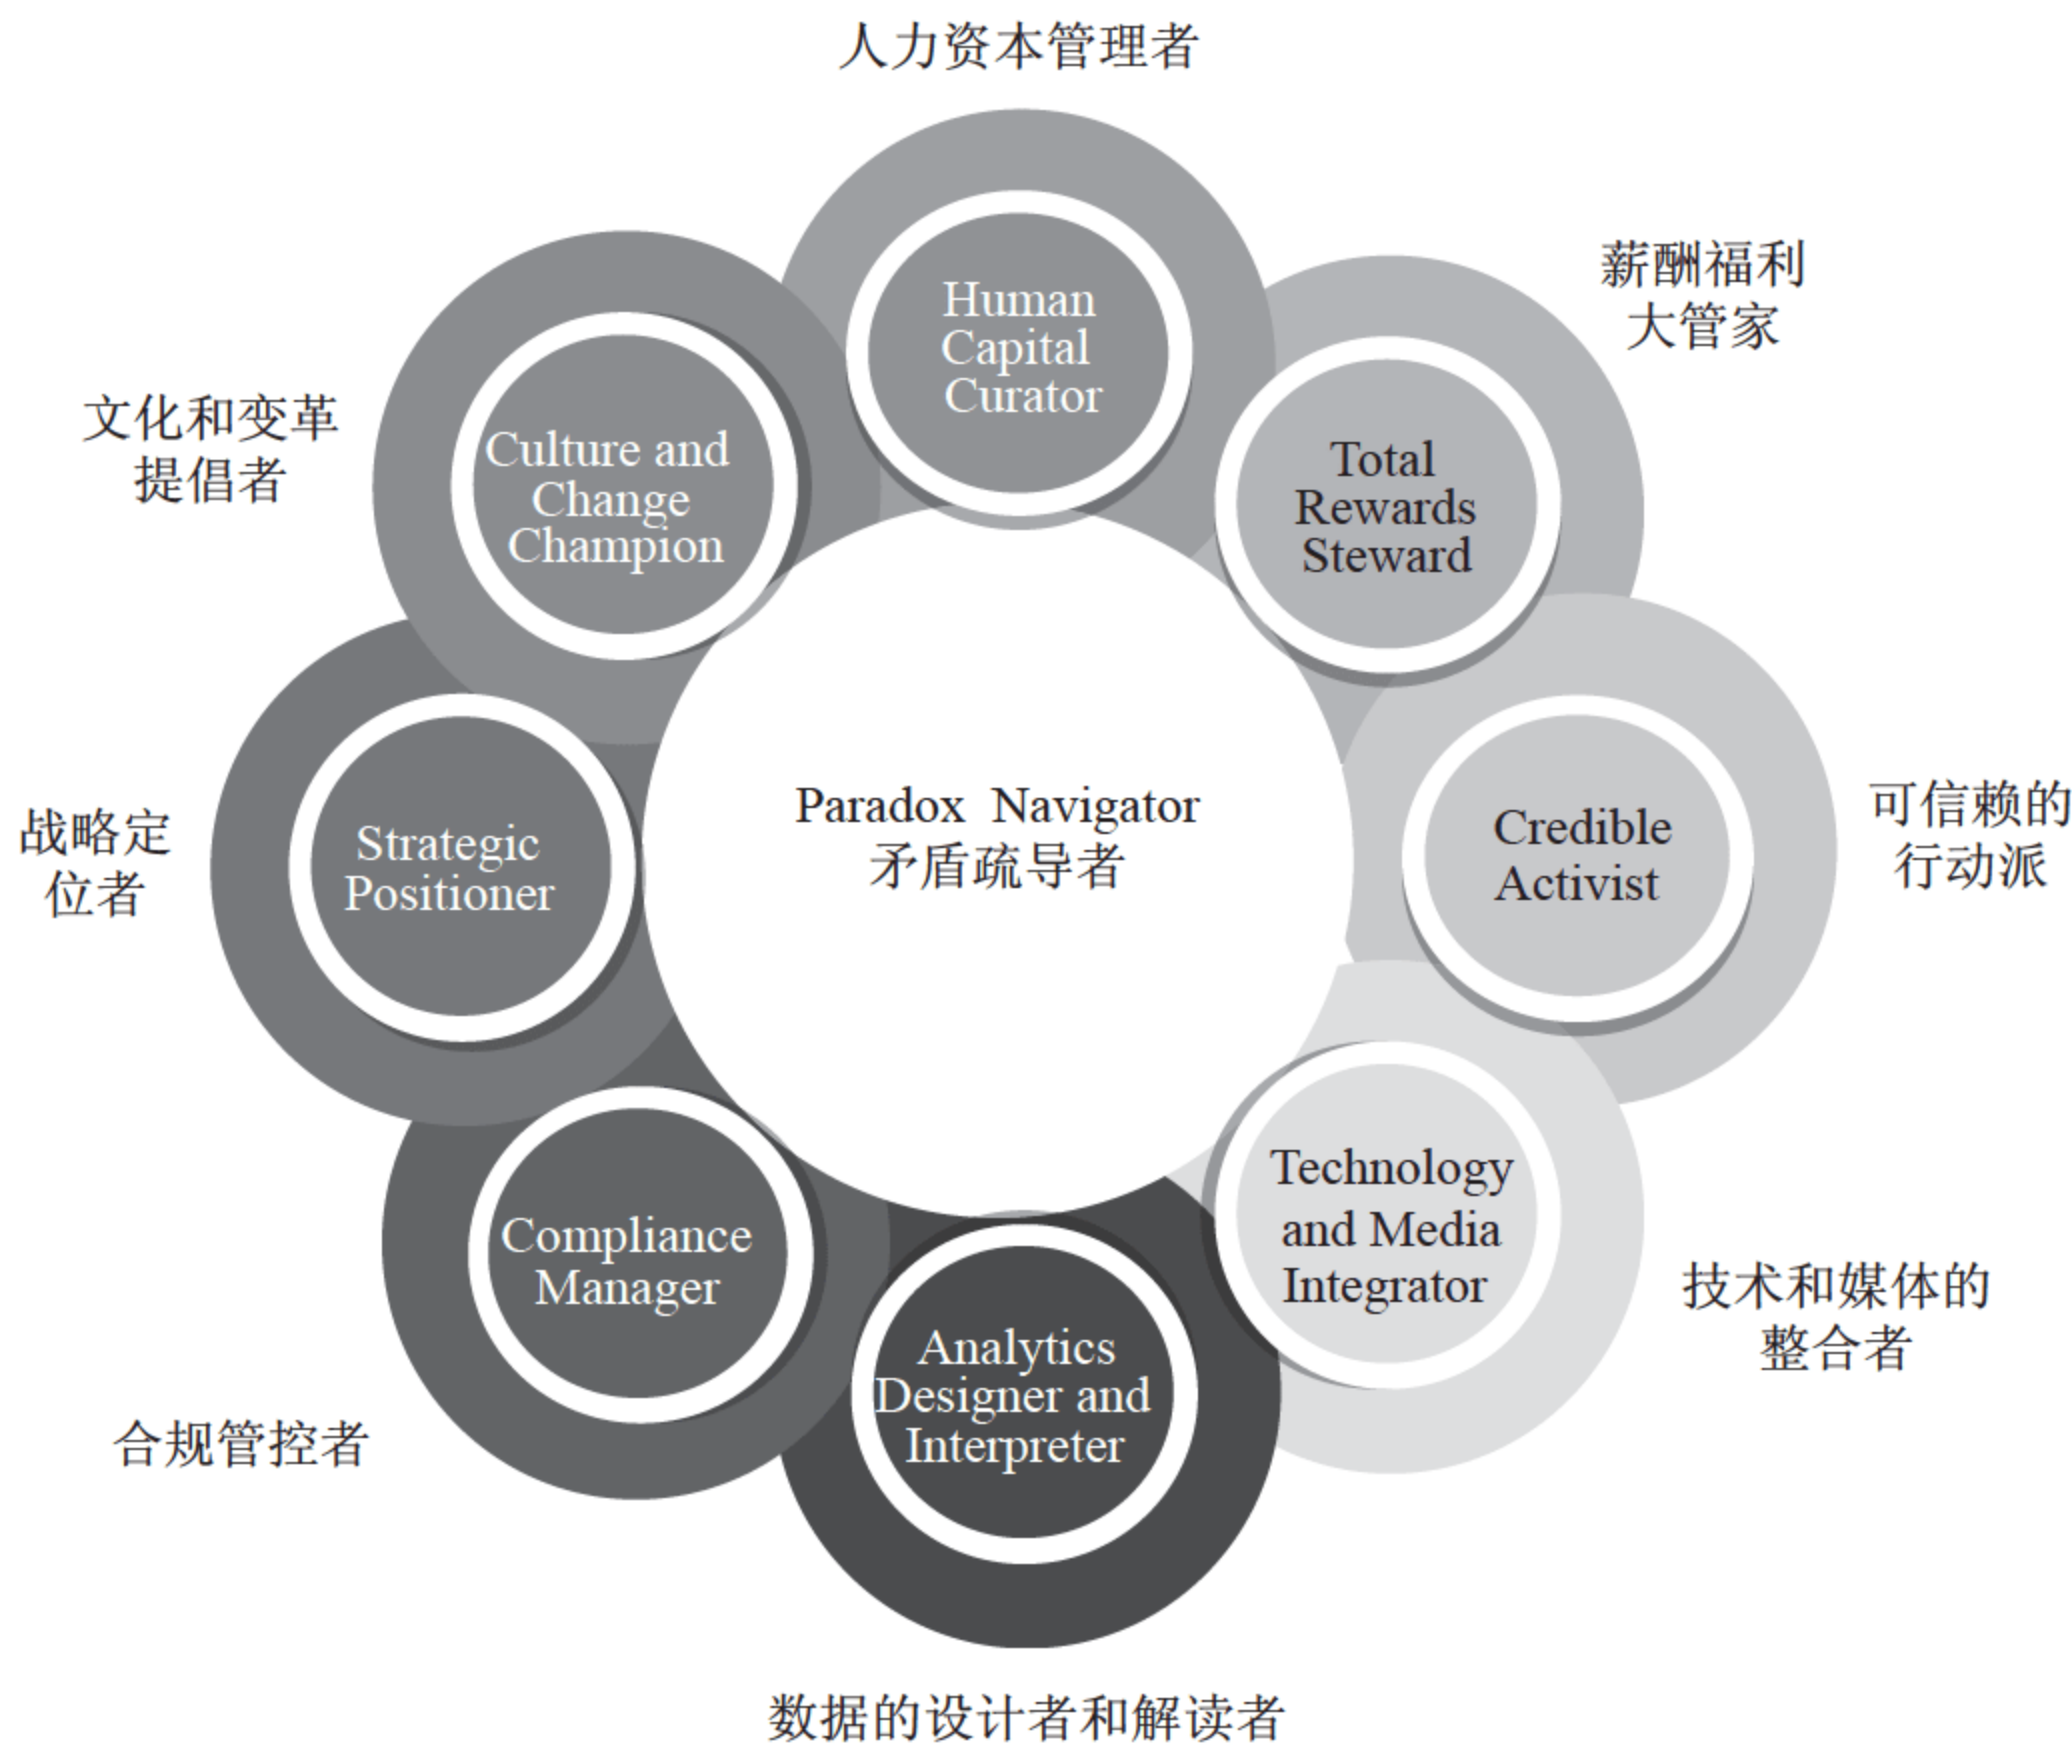 人力资本管理者
Human
Capital
Curator
薪酬福利
大管家
Total
Rewards
Steward
文化和变革
提倡者
Culture and
Change
Champion
战略定
位者
Strategic
Positioner
Paradox Navigator
矛盾疏导者
Credible
Activist
可信赖的
行动派
Technology
and Media
Integrator
技术和媒体的
整合者
Compliance
Manager
合规管控者
Analytics
Designer and
Interpreter
数据的设计者和解读者